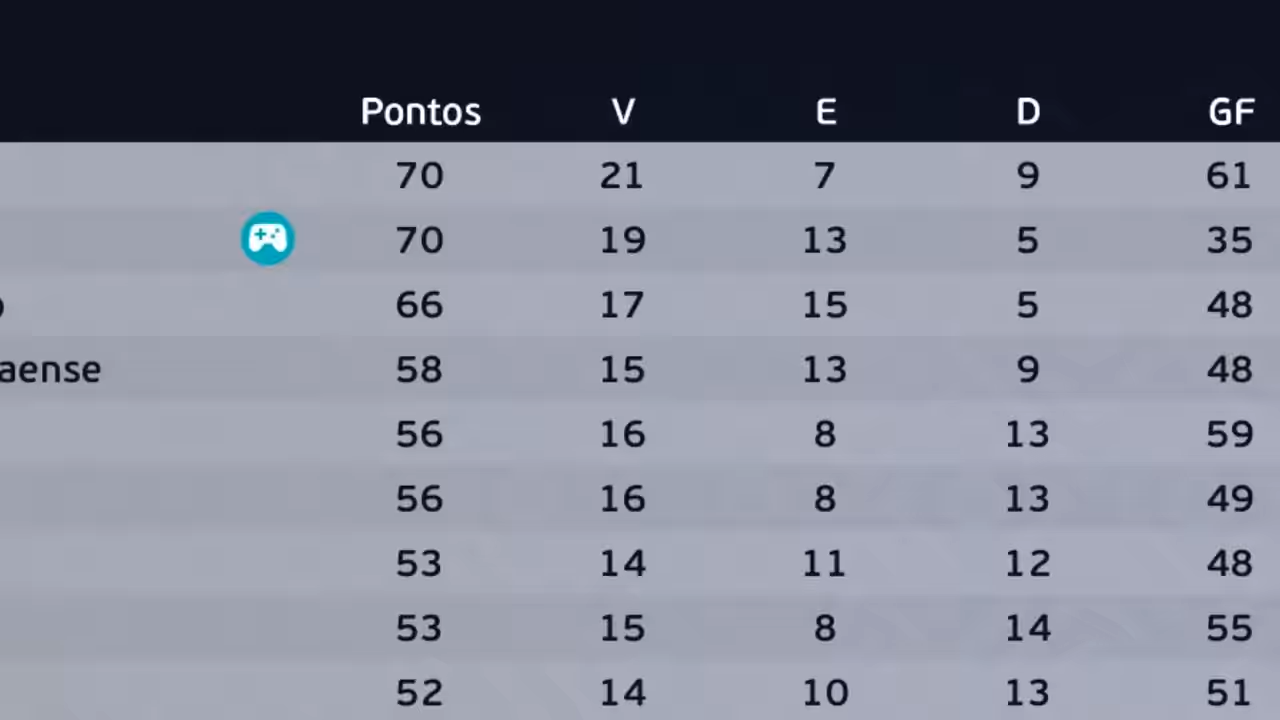 Pontos V E D GF
70 21 7 9 61
70 19 13 5 35
66 17 15 5 48
aense 58 15 13 9 48
56 16 8 13 59
56 16 8 13 49
53 14 11 12 48
53 15 8 14 55
52 14 10 13 51